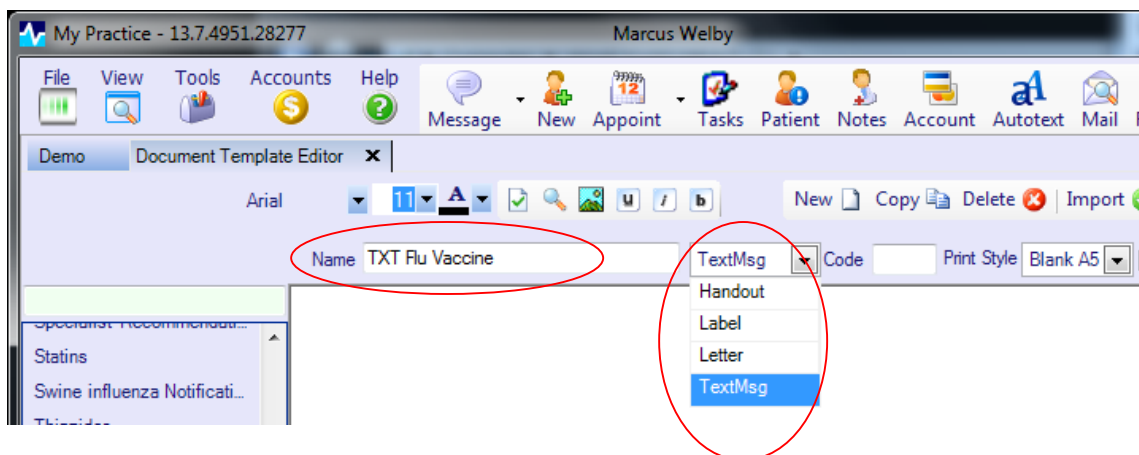 My Practice - 13.7.4951.28277 Marcus Welby
File View Tools Accounts Help
12
Message New Appoint Tasks Patient Notes Account Autotext Mail
Demo Document Template Editor X
Arial 11 A u i b New Copy Delete Import
Name TXT Flu Vaccine TextMsg Code Print Style Blank A5
Handout
Label
Letter
TextMsg
Statins
Swine influenza Notificati...